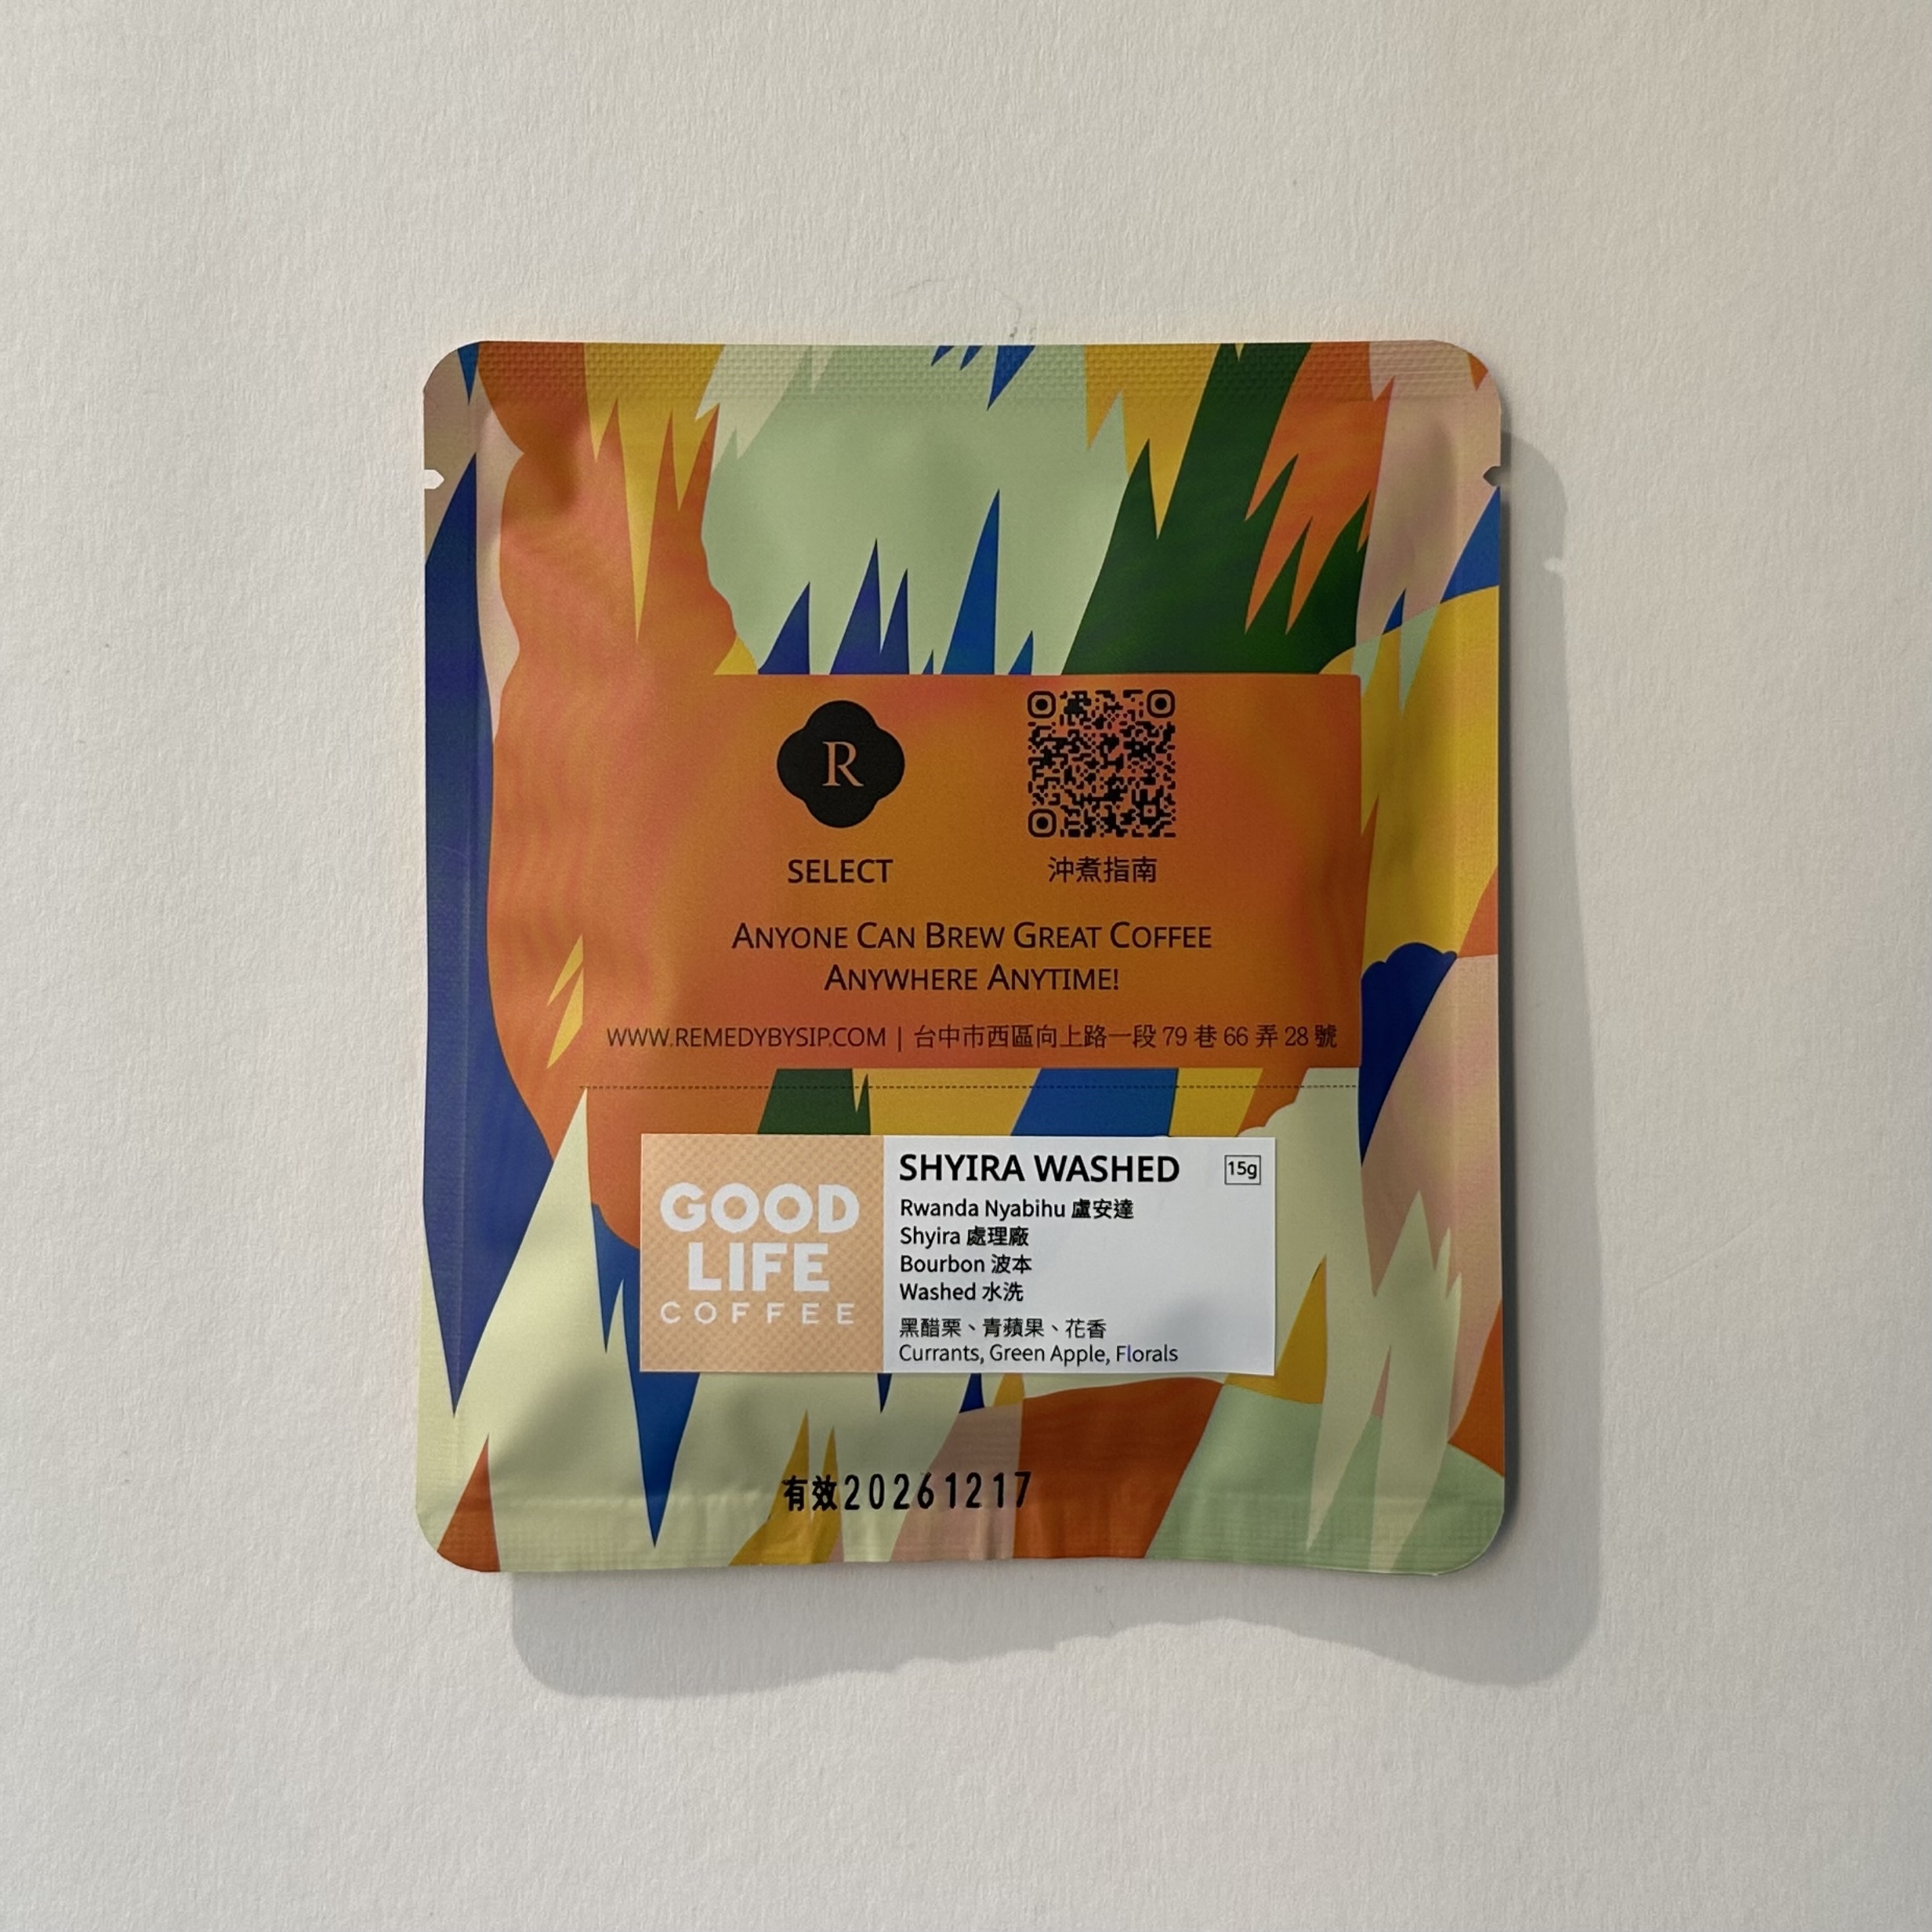 R
SELECT
沖煮指南
ANYONE CAN BREW GREAT COFFEE
ANYWHERE ANYTIME!
WWW.REMEDYBYSIP.COM | 台中市西區向上路一段 79 巷 66 弄 28 號
GOOD
LIFE
COFFEE
SHYIRA WASHED
15g
Rwanda Nyabihu 盧安達
Shyira 處理廠
Bourbon 波本
Washed 水洗
黑醋栗、青蘋果、花香
Currants, Green Apple, Florals
有效20261217